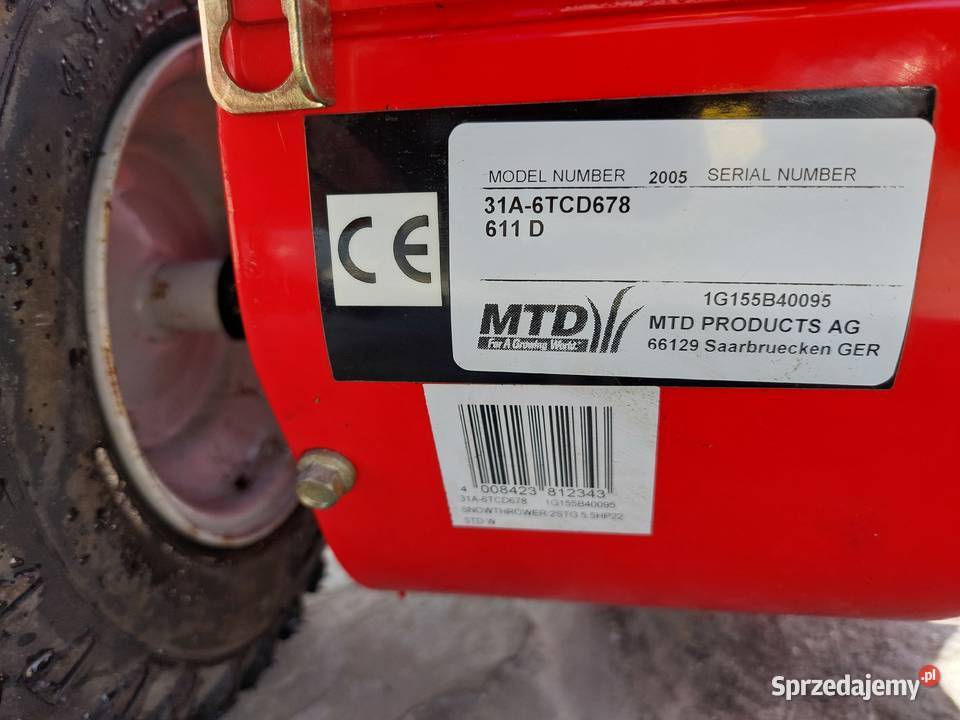 MODEL NUMBER 2005 SERIAL NUMBER
31A-6TCD678
611 D
CE
1G155B40095
MTD
For A Growing World.
MTD PRODUCTS AG
66129 Saarbruecken GER
4 008423 812343
31A-6TCD678 1G155B40095
SNOWTHROWER 2STG 5.5HP22
STD W
Sprzedajemy.pl